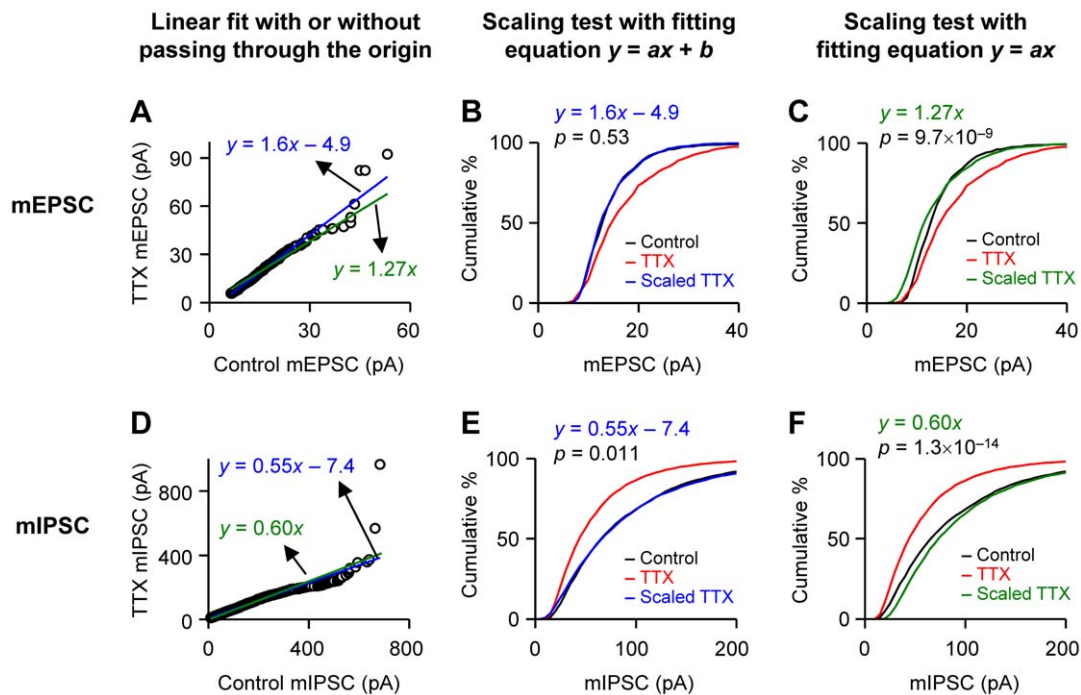 Linear fit with or without
passing through the origin
Scaling test with fitting
equation y = ax + b
Scaling test with
fitting equation y = ax
mEPSC
A
y = 1.6x – 4.9
y = 1.27x
90
60
30
0
TTX mEPSC (pA)
0 30 60
Control mEPSC (pA)
B
y = 1.6x – 4.9
p = 0.53
100
50
0
Cumulative %
Control
TTX
Scaled TTX
0 20 40
mEPSC (pA)
C
y = 1.27x
p = 9.7×10⁻⁹
100
50
0
Cumulative %
Control
TTX
Scaled TTX
0 20 40
mEPSC (pA)
mIPSC
D
y = 0.55x – 7.4
y = 0.60x
800
400
0
TTX mIPSC (pA)
0 400 800
Control mIPSC (pA)
E
y = 0.55x – 7.4
p = 0.011
100
50
0
Cumulative %
Control
TTX
Scaled TTX
0 100 200
mIPSC (pA)
F
y = 0.60x
p = 1.3×10⁻¹⁴
100
50
0
Cumulative %
Control
TTX
Scaled TTX
0 100 200
mIPSC (pA)